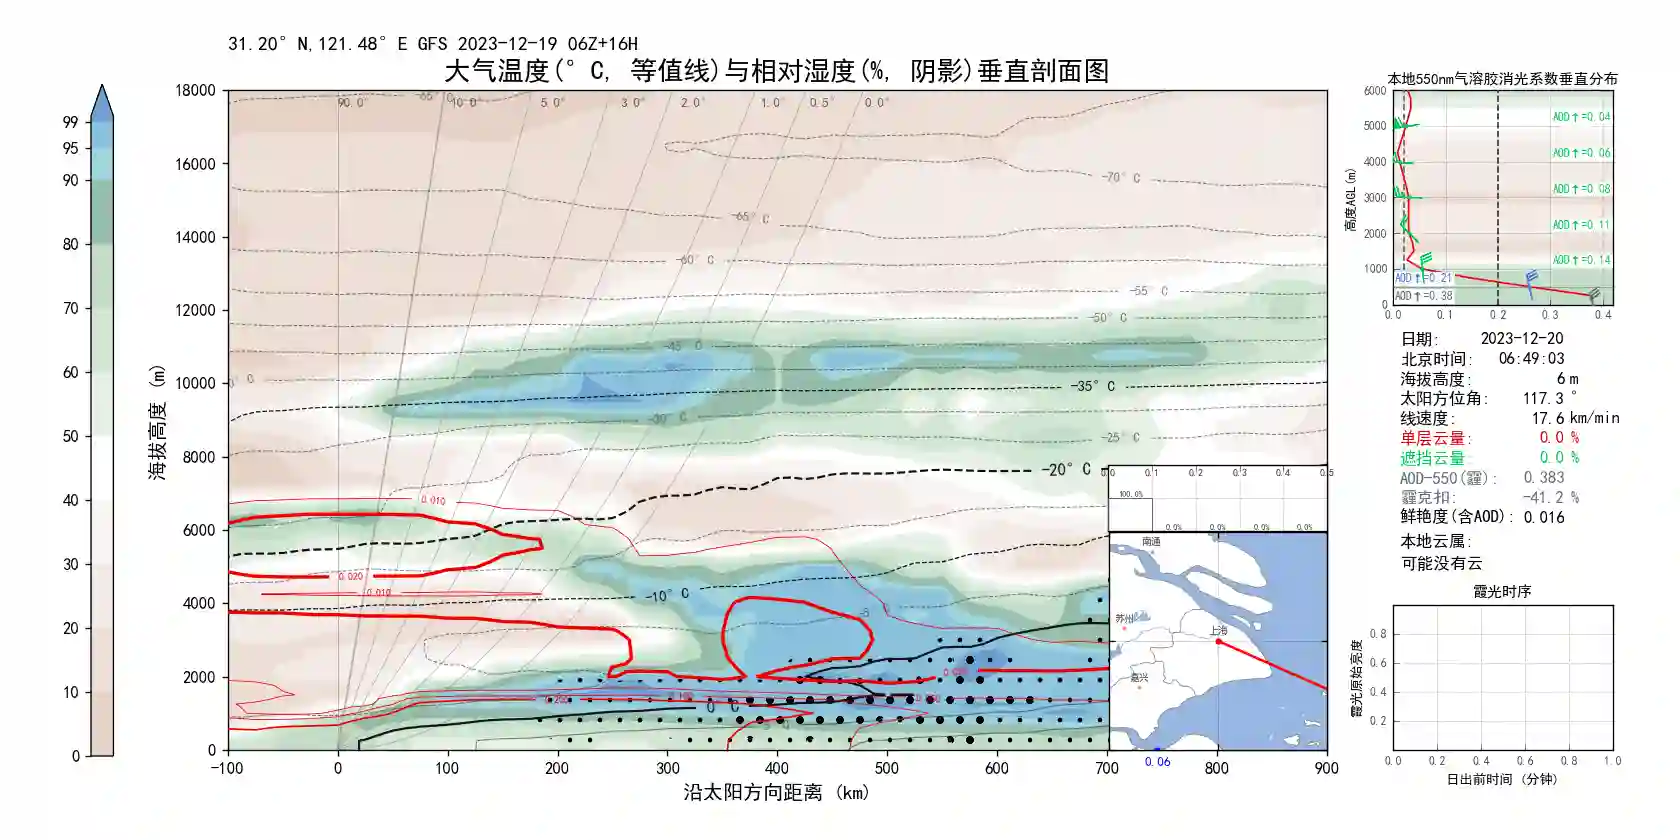 31.20°N,121.48°E GFS 2023-12-19 06Z+16H
大气温度(°C, 等值线)与相对湿度(%, 阴影)垂直剖面图
99
95
90
80
70
60
50
40
30
20
10
0
海拔高度 (m)
18000
16000
14000
12000
10000
8000
6000
4000
2000
0
90.0° -65°C 10.0° 5.0° 3.0° 2.0° 1.0° 0.5° 0.0°
-70°C
-65°C
-60°C
-55°C
-50°C
-45°C
-35°C
-30°C
-25°C
-20°C
-10°C
0°C
0.010
0.020
0.010
-100 0 100 200 300 400 500 600 700 800 900
沿太阳方向距离 (km)
0.0 0.1 0.2 0.3 0.4 0.5
100.0%
0.0% 0.0% 0.0% 0.0%
南通
苏州
上海
嘉兴
0.06
本地550nm气溶胶消光系数垂直分布
高度AGL(m)
6000
5000
4000
3000
2000
1000
0
AOD↑=0.04
AOD↑=0.06
AOD↑=0.08
AOD↑=0.11
AOD↑=0.14
AOD↑=0.21
AOD↑=0.38
0.0 0.1 0.2 0.3 0.4
日期: 2023-12-20
北京时间: 06:49:03
海拔高度: 6 m
太阳方位角: 117.3 °
线速度: 17.6 km/min
单层云量: 0.0 %
遮挡云量: 0.0 %
AOD-550(霾): 0.383
霾克扣: -41.2 %
鲜艳度(含AOD): 0.016
本地云属:
可能没有云
霞光时序
霞光原始亮度
0.8
0.6
0.4
0.2
0.0 0.2 0.4 0.6 0.8 1.0
日出前时间 (分钟)